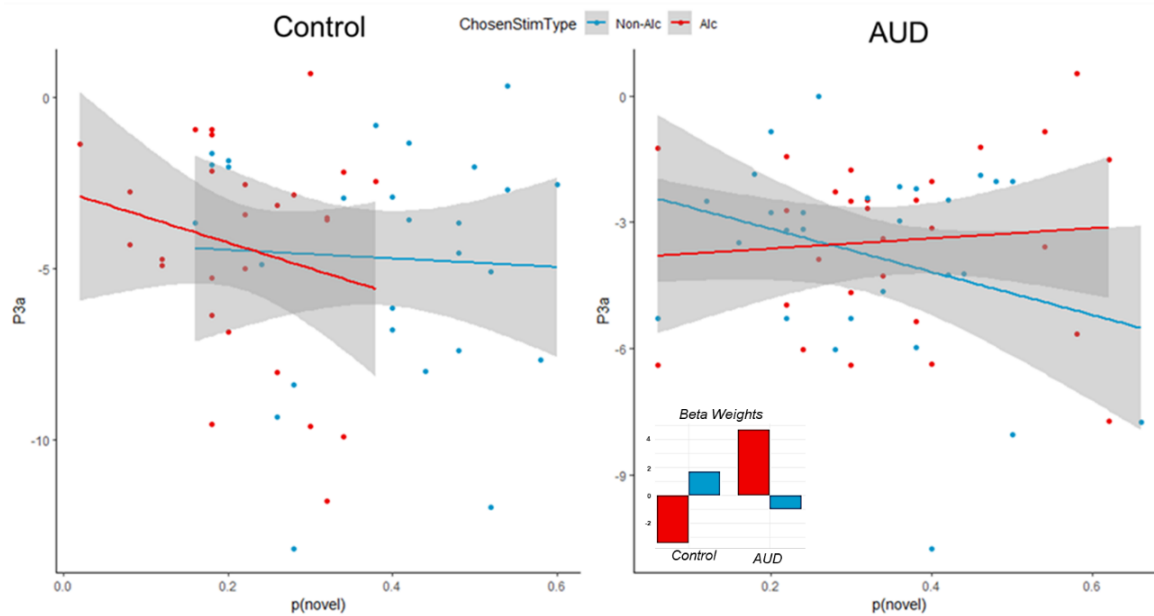 Control
ChosenStimType Non-Alc Alc
AUD
P3a
0
-5
-10
0.0 0.2 0.4 0.6
p(novel)
P3a
0
-3
-6
-9
0.2 0.4 0.6
p(novel)
Beta Weights
4
2
0
-2
Control AUD